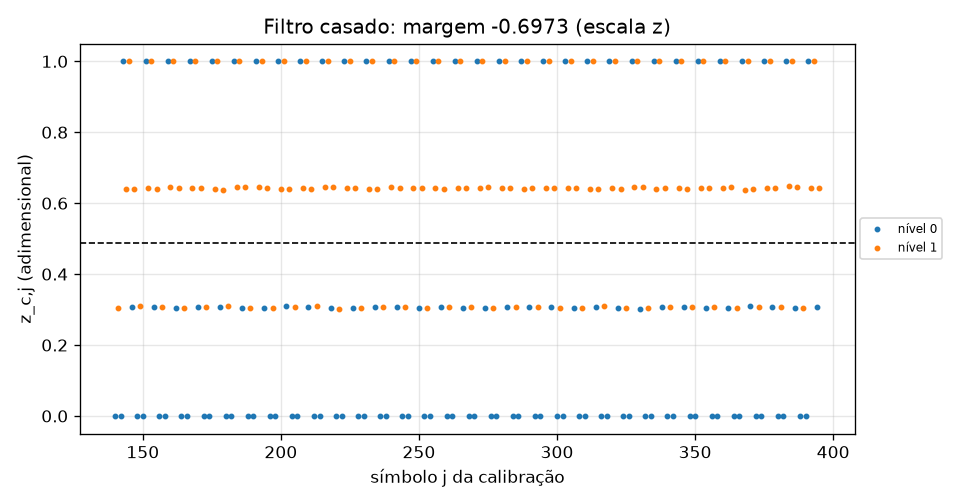 Filtro casado: margem -0.6973 (escala z)
z_c,j (adimensional)
1.0
0.8
0.6
0.4
0.2
0.0
nível 0
nível 1
150 200 250 300 350 400
símbolo j da calibração